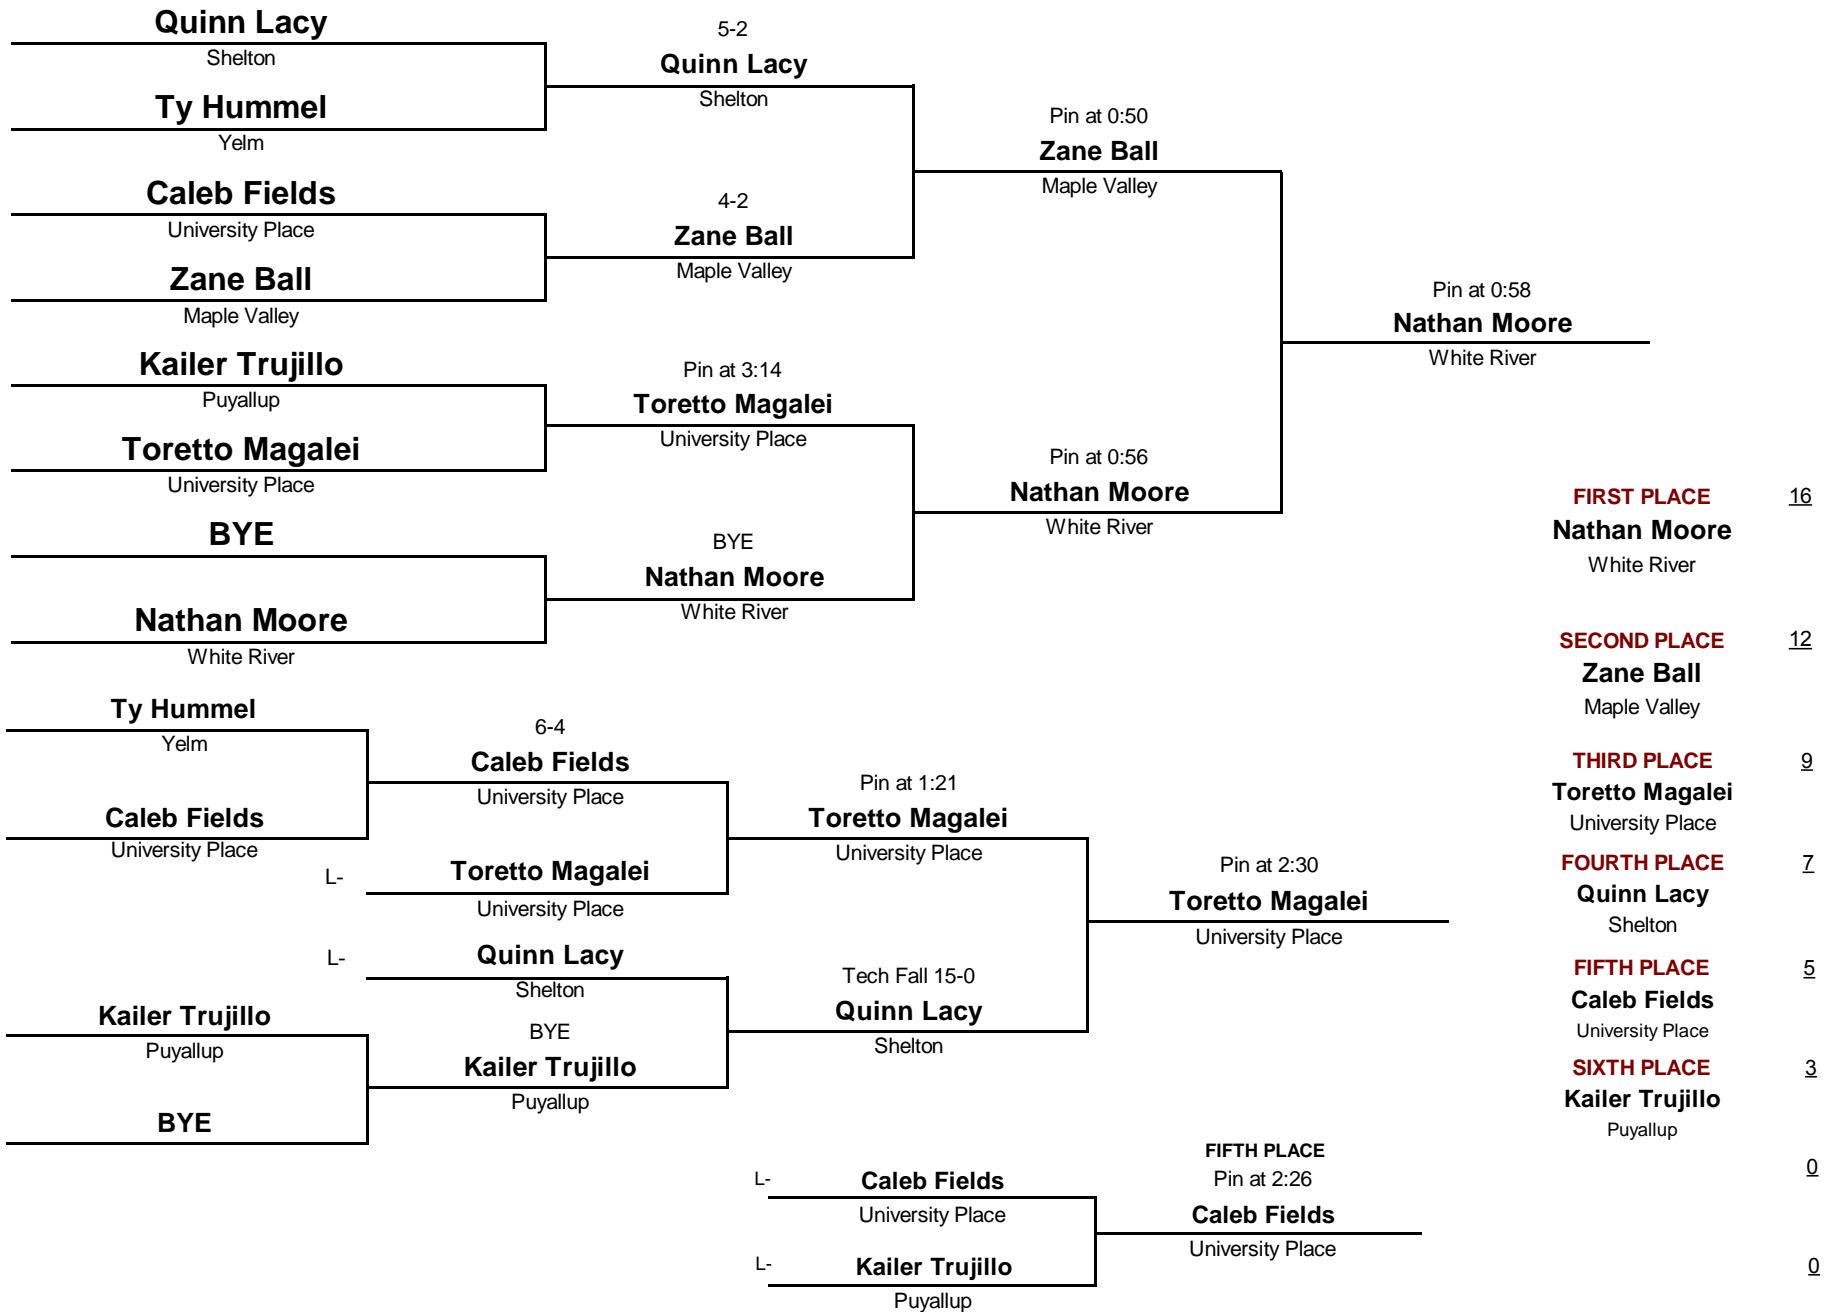 Quinn Lacy
Shelton
Ty Hummel
Yelm
Caleb Fields
University Place
Zane Ball
Maple Valley
Kailer Trujillo
Puyallup
Toretto Magalei
University Place
BYE
Nathan Moore
White River
5-2
Quinn Lacy
Shelton
4-2
Zane Ball
Maple Valley
Pin at 3:14
Toretto Magalei
University Place
BYE
Nathan Moore
White River
Pin at 0:50
Zane Ball
Maple Valley
Pin at 0:56
Nathan Moore
White River
Pin at 0:58
Nathan Moore
White River
Ty Hummel
Yelm
Caleb Fields
University Place
Kailer Trujillo
Puyallup
BYE
6-4
Caleb Fields
University Place
L-
Toretto Magalei
University Place
L-
Quinn Lacy
Shelton
BYE
Kailer Trujillo
Puyallup
Pin at 1:21
Toretto Magalei
University Place
Tech Fall 15-0
Quinn Lacy
Shelton
Pin at 2:30
Toretto Magalei
University Place
L-
Caleb Fields
University Place
L-
Kailer Trujillo
Puyallup
FIFTH PLACE
Pin at 2:26
Caleb Fields
University Place
FIRST PLACE 16
Nathan Moore
White River
SECOND PLACE 12
Zane Ball
Maple Valley
THIRD PLACE 9
Toretto Magalei
University Place
FOURTH PLACE 7
Quinn Lacy
Shelton
FIFTH PLACE 5
Caleb Fields
University Place
SIXTH PLACE 3
Kailer Trujillo
Puyallup
0
0